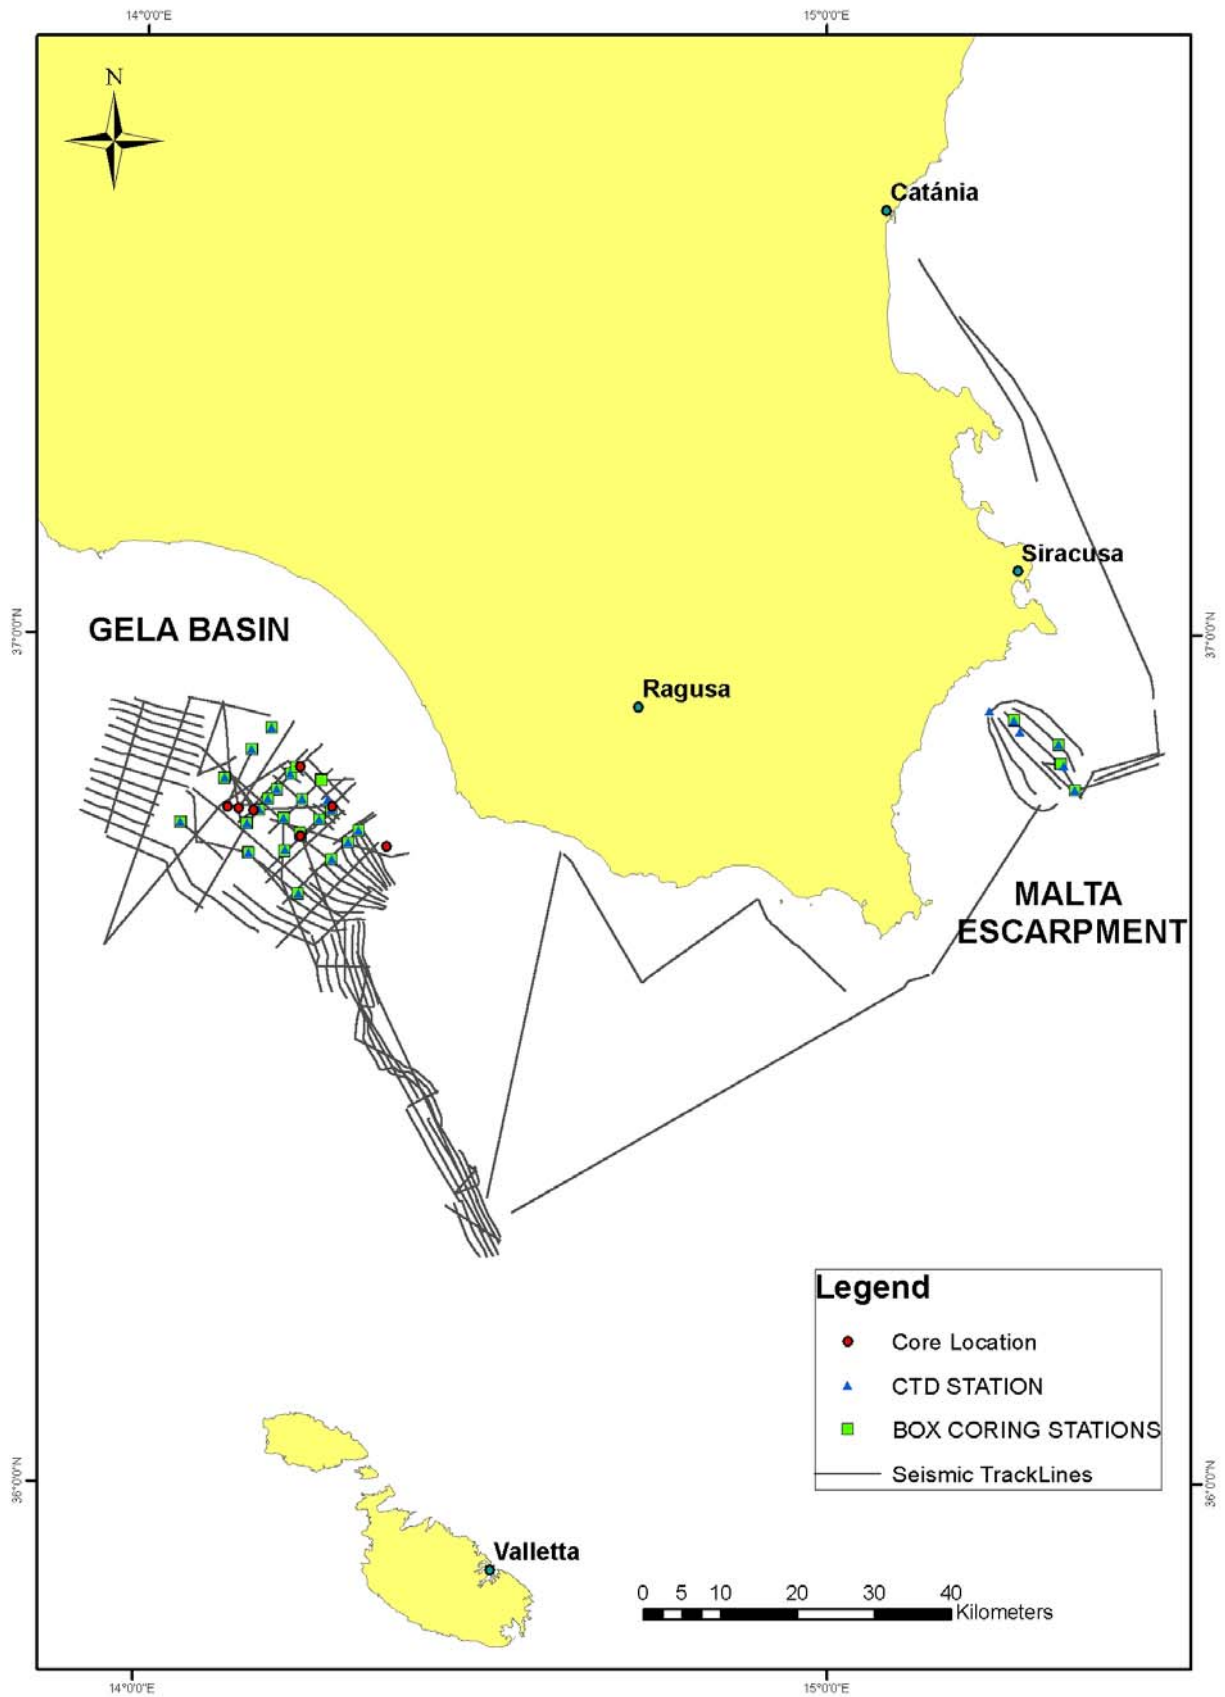 14°0'0"E
15°0'0"E
N
Catánia
Siracusa
37°0'0"N
37°0'0"N
GELA BASIN
Ragusa
MALTA
ESCARPMENT
Legend
Core Location
CTD STATION
BOX CORING STATIONS
Seismic TrackLines
36°0'0"N
36°0'0"N
Valletta
0 5 10 20 30 40
Kilometers
14°0'0"E
15°0'0"E